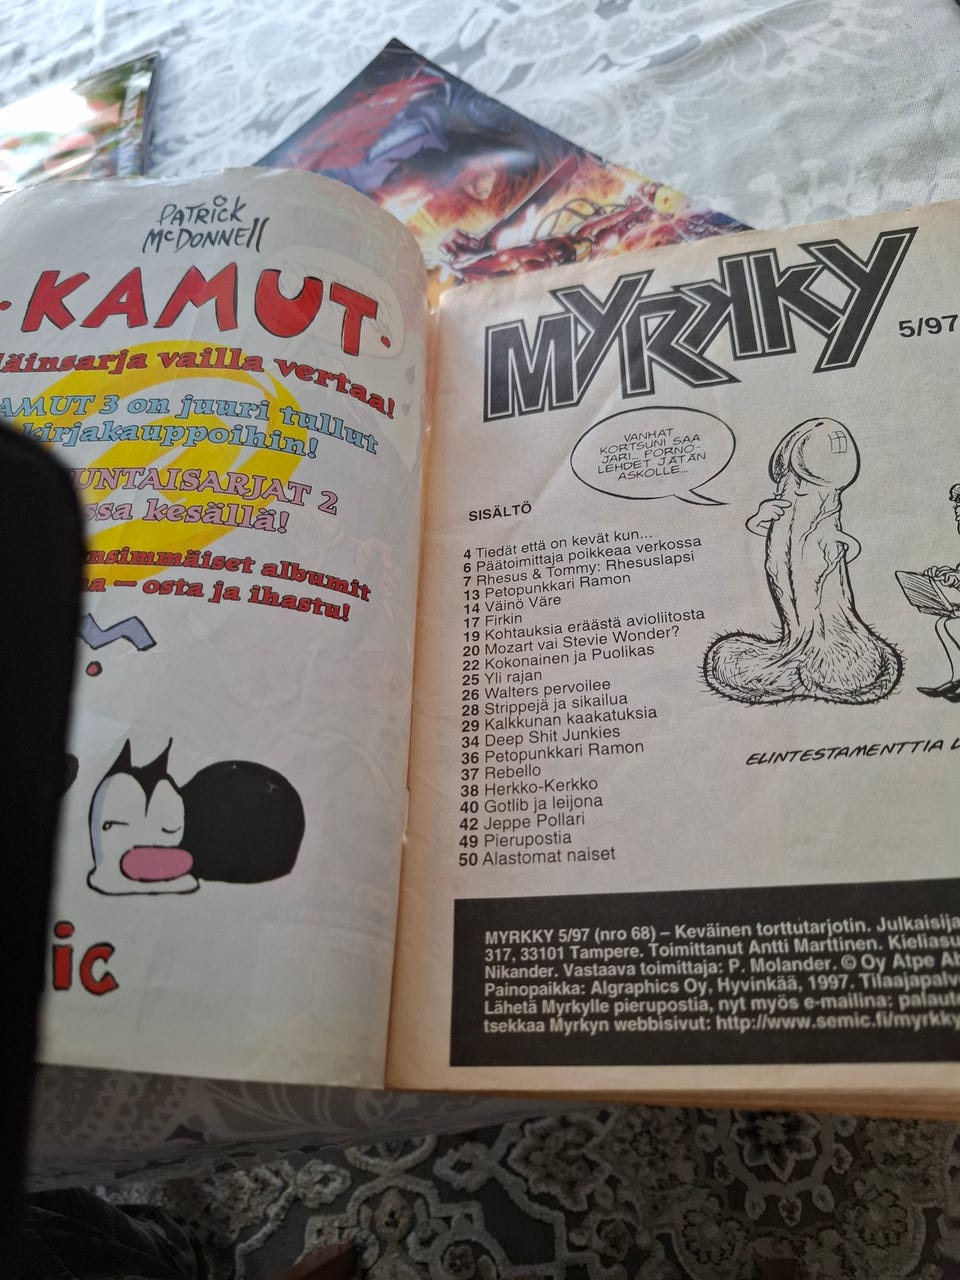 PATRICK
McDONNELL
KAMUT.
vailla vertaa!
AMUT 3 on juuri tullut
kirjakauppoihin!
UNTAISARJAT 2
ssa kesällä!
nsimmäiset albumit
— osta ja ihastu!
ic
MYRKKY
5/97
VANHAT
KORTSUNI SAA
JARI... PORNO-
LEHDET JÄTÄN
ASKOLLE...
SISÄLTÖ
4 Tiedät että on kevät kun...
6 Päätoimittaja poikkeaa verkossa
7 Rhesus & Tommy: Rhesuslapsi
13 Petopunkkari Ramon
14 Väinö Väre
17 Firkin
19 Kohtauksia eräästä avioliitosta
20 Mozart vai Stevie Wonder?
22 Kokonainen ja Puolikas
25 Yli rajan
26 Walters pervoilee
28 Strippejä ja sikailua
29 Kalkkunan kaakatuksia
34 Deep Shit Junkies
36 Petopunkkari Ramon
37 Rebello
38 Herkko-Kerkko
40 Gotlib ja leijona
42 Jeppe Pollari
49 Pierupostia
50 Alastomat naiset
ELINTESTAMENTTIA
MYRKKY 5/97 (nro 68) – Keväinen torttutarjotin. Julkaisija
317, 33101 Tampere. Toimittanut Antti Marttinen. Kieliasu
Nikander. Vastaava toimittaja: P. Molander. © Oy Atpe Ab
Painopaikka: Algraphics Oy, Hyvinkää, 1997. Tilaajapalv
Lähetä Myrkylle pierupostia, nyt myös e-mailina: palaute
tsekkaa Myrkyn webbisivut: http://www.semic.fi/myrkky